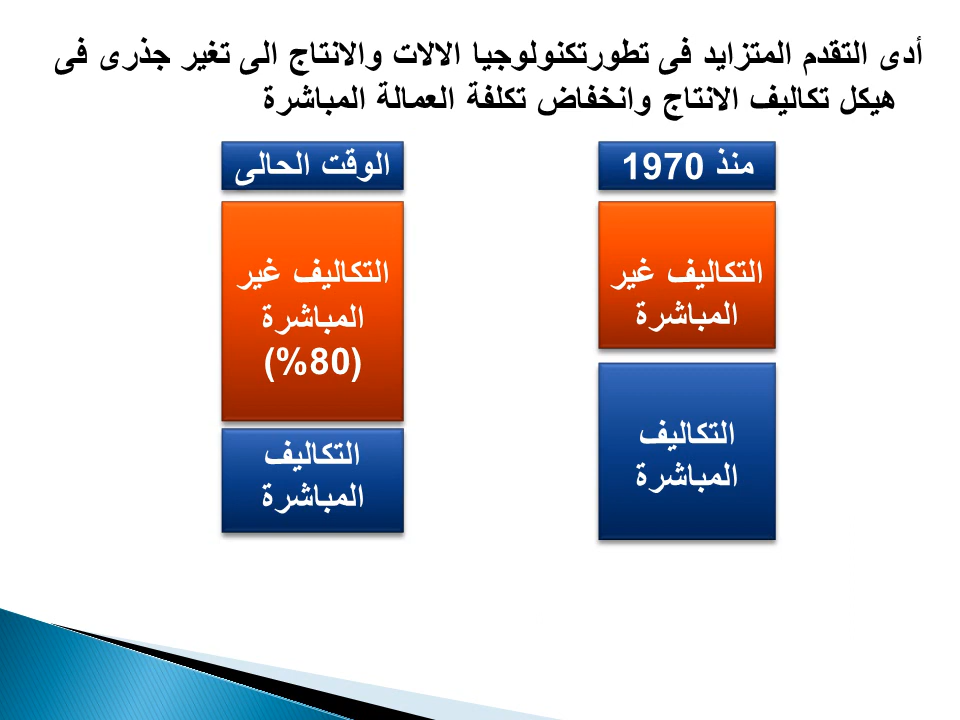 أدى التقدم المتزايد فى تطورتكنولوجيا الالات والانتاج الى تغير جذرى فى
هيكل تكاليف الانتاج وانخفاض تكلفة العمالة المباشرة
منذ 1970
التكاليف غير
المباشرة
التكاليف
المباشرة
الوقت الحالى
التكاليف غير
المباشرة
(80%)
التكاليف
المباشرة